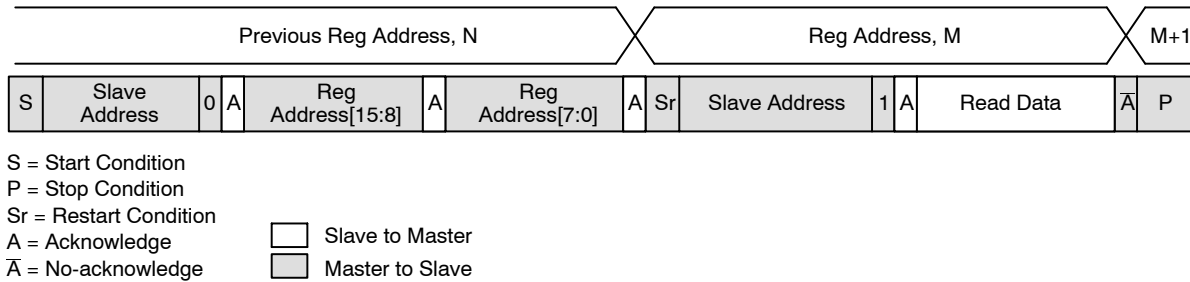 Previous Reg Address, N Reg Address, M M+1
S Slave Address 0 A Reg Address[15:8] A Reg Address[7:0] A Sr Slave Address 1 A Read Data A̅ P
S = Start Condition
P = Stop Condition
Sr = Restart Condition
A = Acknowledge
A̅ = No-acknowledge
Slave to Master
Master to Slave